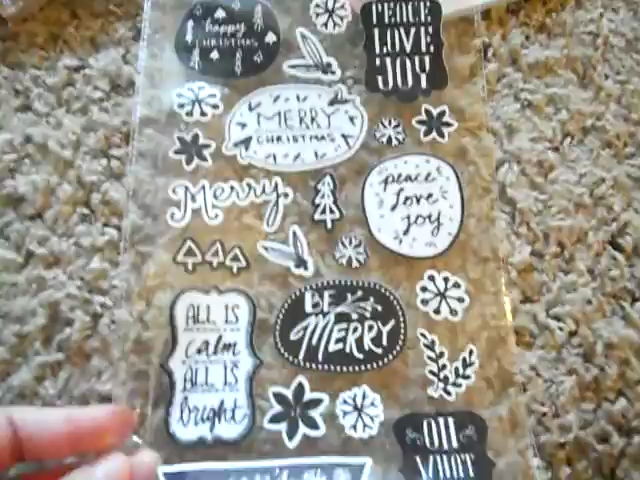 happy
CHRISTMAS
PEACE
LOVE
JOY
MERRY
CHRISTMAS
Merry
peace
love
joy
ALL IS
calm
ALL IS
bright
BE
MERRY
OH
WHAT